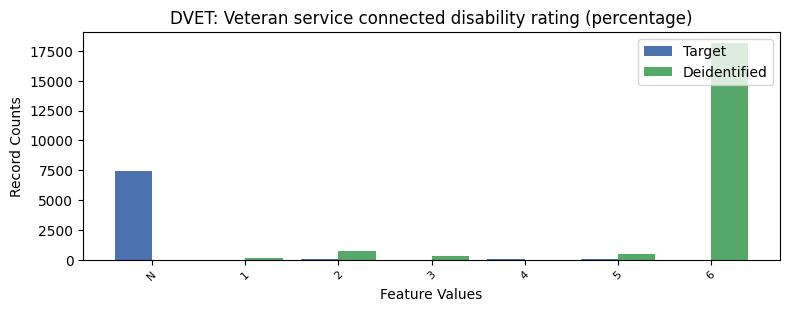 DVET: Veteran service connected disability rating (percentage)
Target
Deidentified
17500
15000
12500
10000
7500
5000
2500
0
Record Counts
N
1
2
3
4
5
6
Feature Values